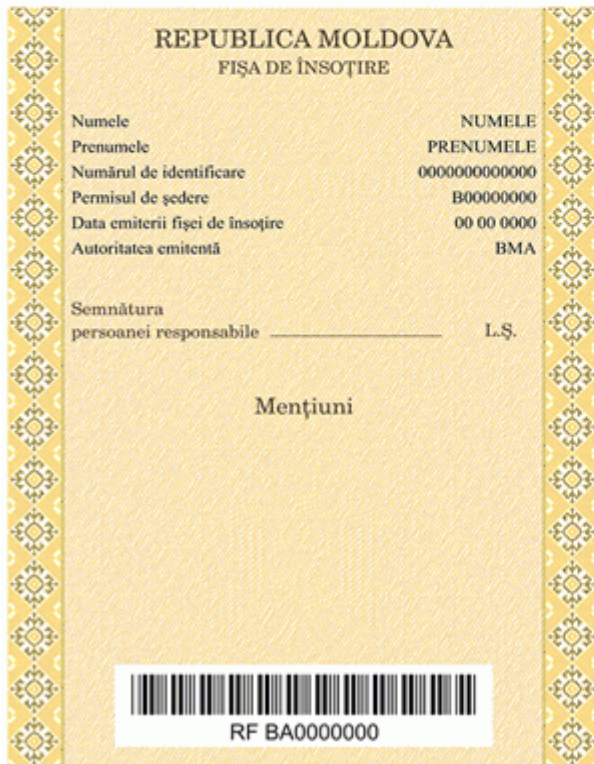 REPUBLICA MOLDOVA
FIŞA DE ÎNSOŢIRE
Numele NUMELE
Prenumele PRENUMELE
Numărul de identificare 0000000000000
Permisul de şedere B00000000
Data emiterii fişei de însoţire 00 00 0000
Autoritatea emitentă BMA
Semnătura
persoanei responsabile L.Ş.
Menţiuni
RF BA0000000